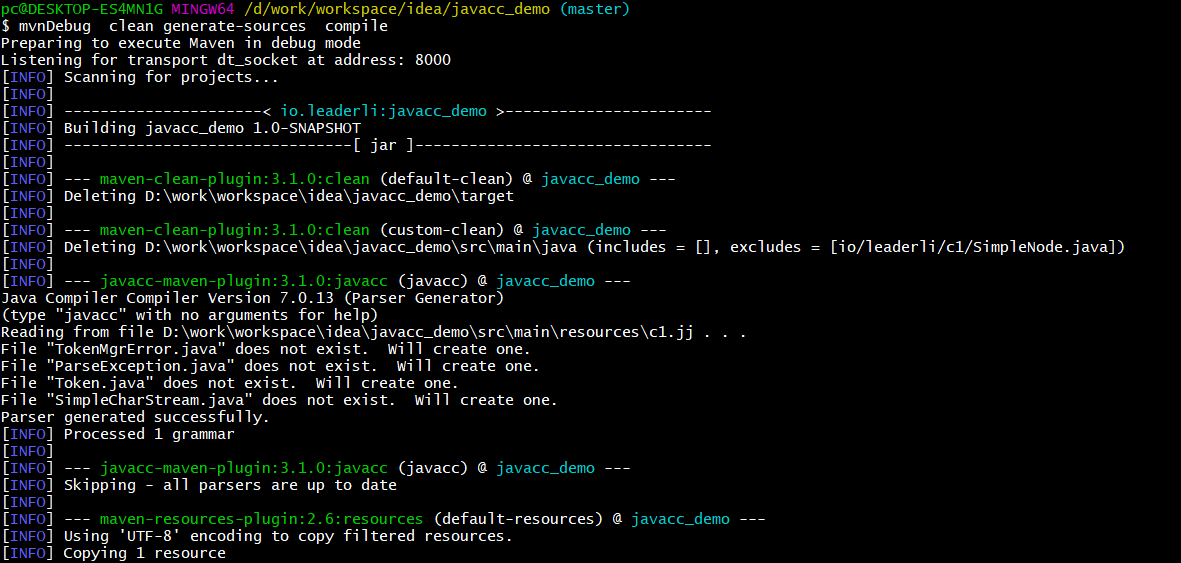 pc@DESKTOP-ES4MN1G MINGW64 /d/work/workspace/idea/javacc_demo (master)
$ mvnDebug  clean generate-sources  compile
Preparing to execute Maven in debug mode
Listening for transport dt_socket at address: 8000
[INFO] Scanning for projects...
[INFO]
[INFO] ----------------------< io.leaderli:javacc_demo >-----------------------
[INFO] Building javacc_demo 1.0-SNAPSHOT
[INFO] --------------------------------[ jar ]---------------------------------
[INFO]
[INFO] --- maven-clean-plugin:3.1.0:clean (default-clean) @ javacc_demo ---
[INFO] Deleting D:\work\workspace\idea\javacc_demo\target
[INFO]
[INFO] --- maven-clean-plugin:3.1.0:clean (custom-clean) @ javacc_demo ---
[INFO] Deleting D:\work\workspace\idea\javacc_demo\src\main\java (includes = [], excludes = [io/leaderli/c1/SimpleNode.java])
[INFO]
[INFO] --- javacc-maven-plugin:3.1.0:javacc (javacc) @ javacc_demo ---
Java Compiler Compiler Version 7.0.13 (Parser Generator)
(type "javacc" with no arguments for help)
Reading from file D:\work\workspace\idea\javacc_demo\src\main\resources\c1.jj . . .
File "TokenMgrError.java" does not exist.  Will create one.
File "ParseException.java" does not exist.  Will create one.
File "Token.java" does not exist.  Will create one.
File "SimpleCharStream.java" does not exist.  Will create one.
Parser generated successfully.
[INFO] Processed 1 grammar
[INFO]
[INFO] --- javacc-maven-plugin:3.1.0:javacc (javacc) @ javacc_demo ---
[INFO] Skipping - all parsers are up to date
[INFO]
[INFO] --- maven-resources-plugin:2.6:resources (default-resources) @ javacc_demo ---
[INFO] Using 'UTF-8' encoding to copy filtered resources.
[INFO] Copying 1 resource